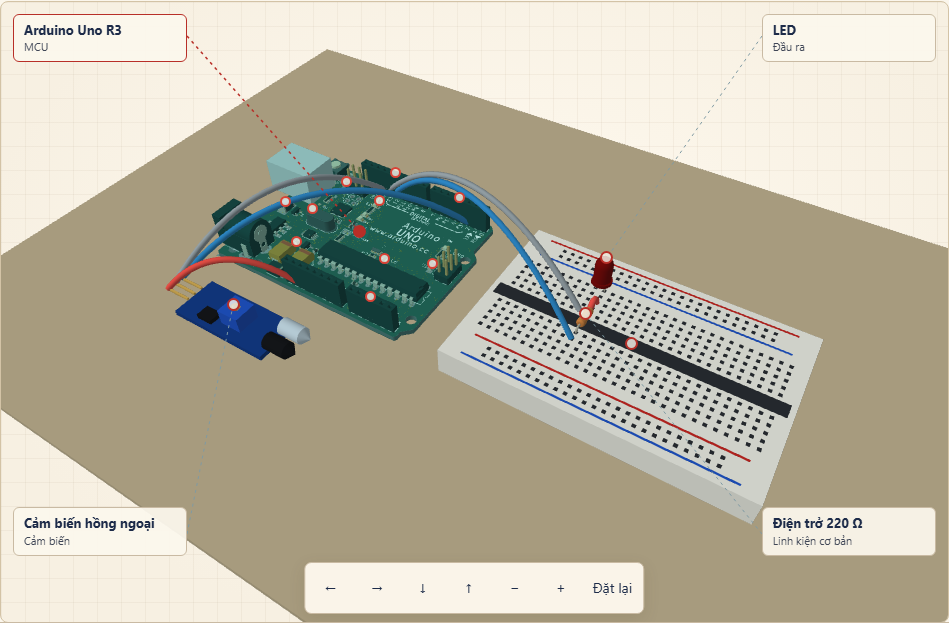 Arduino Uno R3
MCU
LED
Đầu ra
Arduino
UNO
www.arduino.cc
Cảm biến hồng ngoại
Cảm biến
Điện trở 220 Ω
Linh kiện cơ bản
← → ↓ ↑ − + Đặt lại